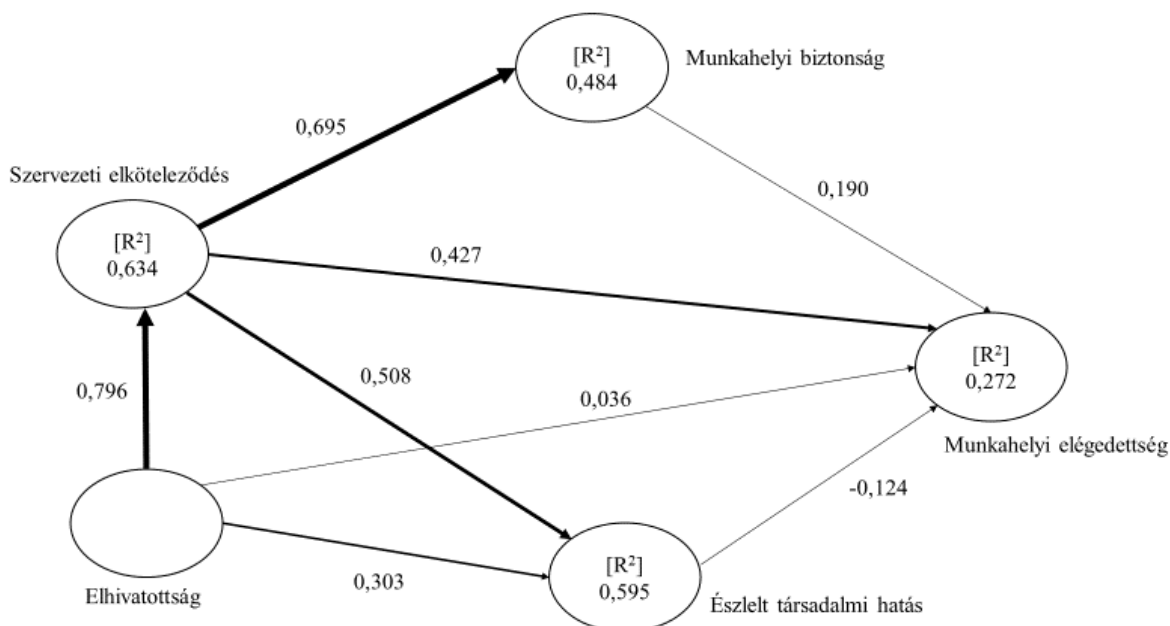 [R²]
0,484
Munkahelyi biztonság
0,695
Szervezeti elköteleződés
0,190
[R²]
0,634
0,427
[R²]
0,272
0,796
0,508
0,036
Munkahelyi elégedettség
-0,124
0,303
[R²]
0,595
Elhivatottság
Észlelt társadalmi hatás